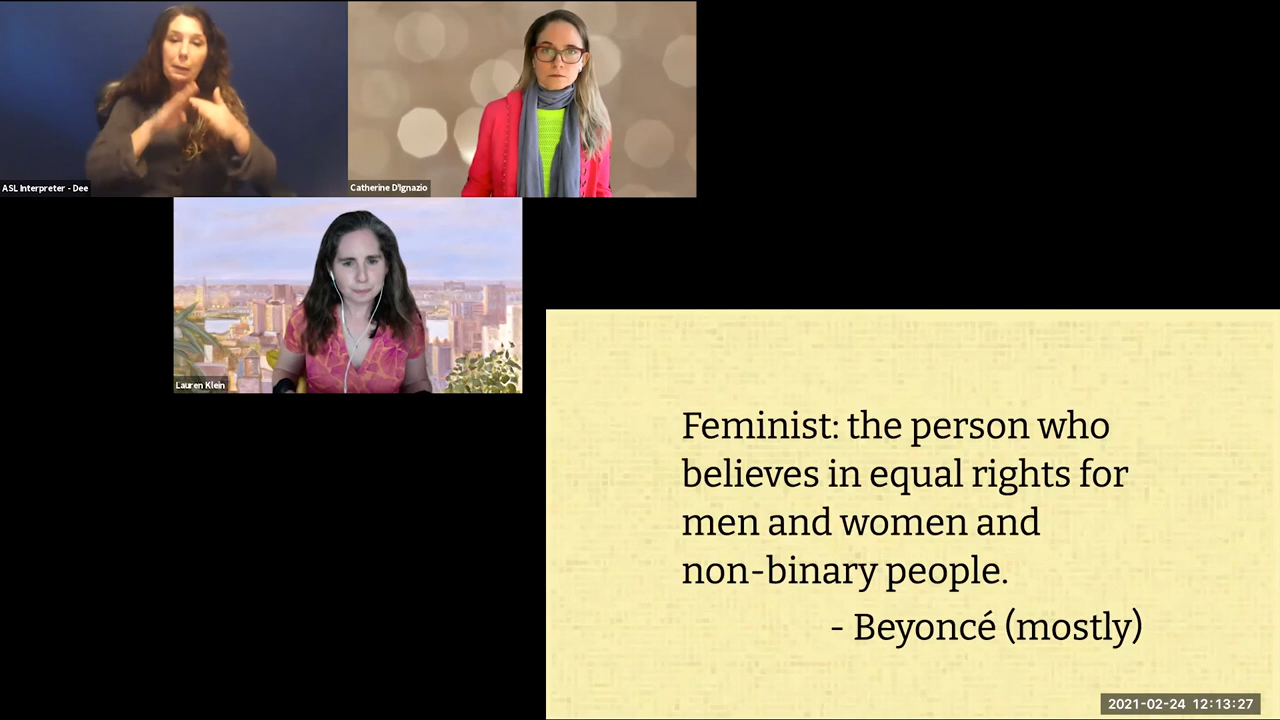 ASL Interpreter - Dee
Catherine D'Ignazio
Lauren Klein
Feminist: the person who
believes in equal rights for
men and women and
non-binary people.
- Beyoncé (mostly)
2021-02-24 12:13:27